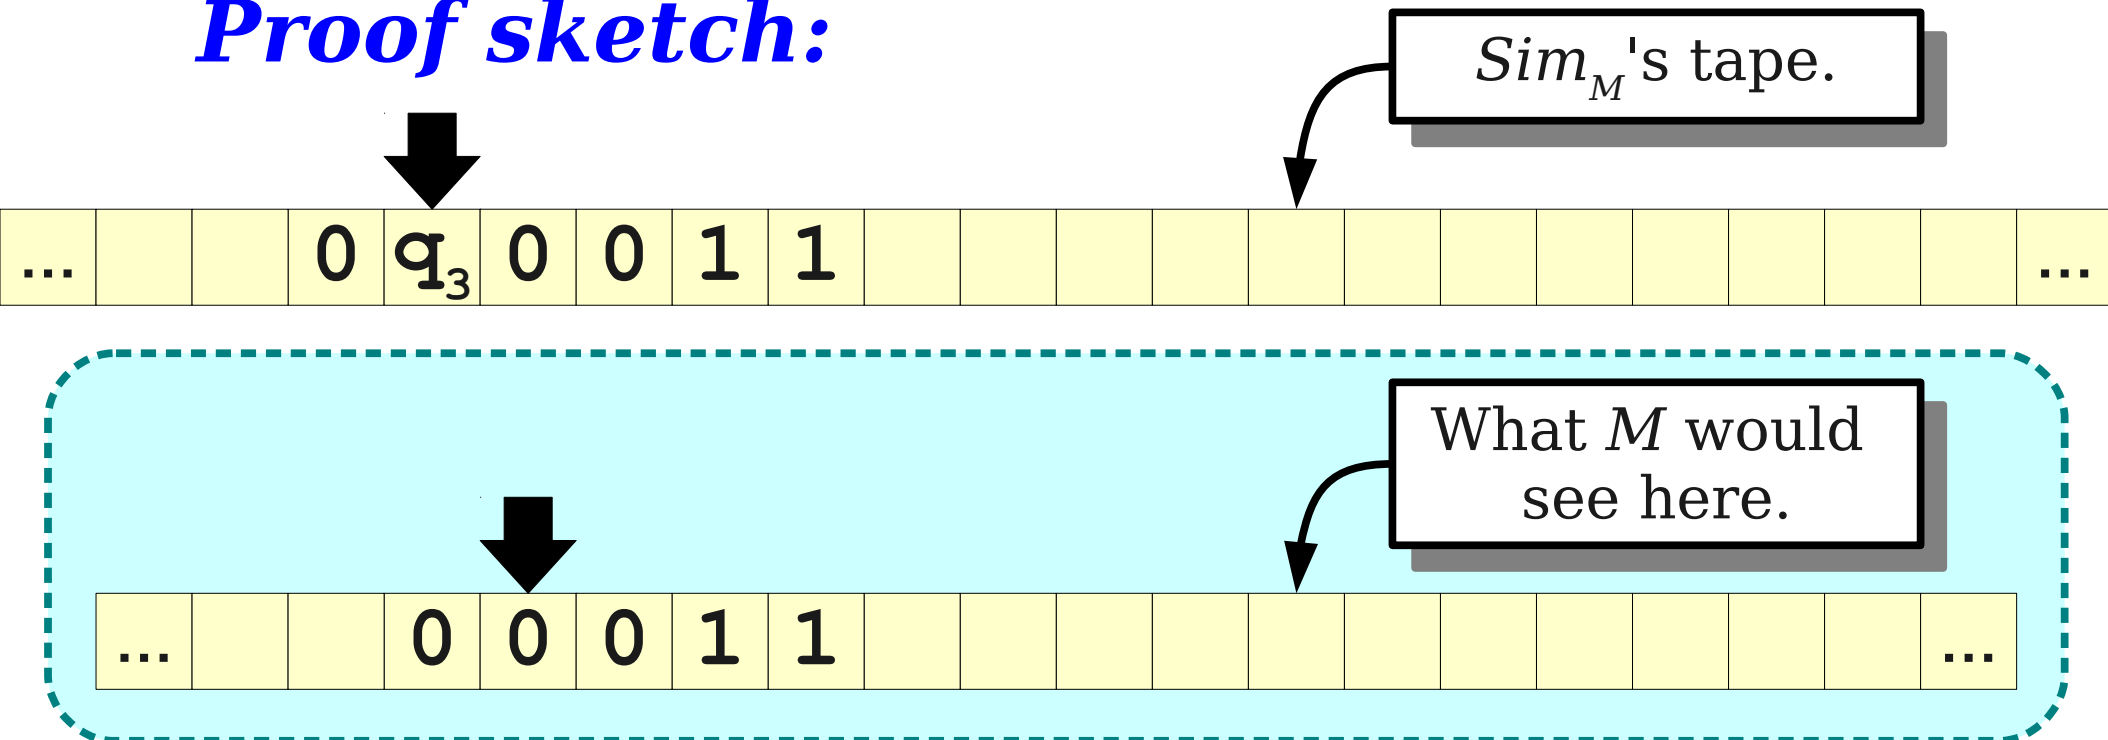 Proof sketch:
Sim_M's tape.
... 0 q₃ 0 0 1 1 ...
What M would
see here.
... 0 0 0 1 1 ...